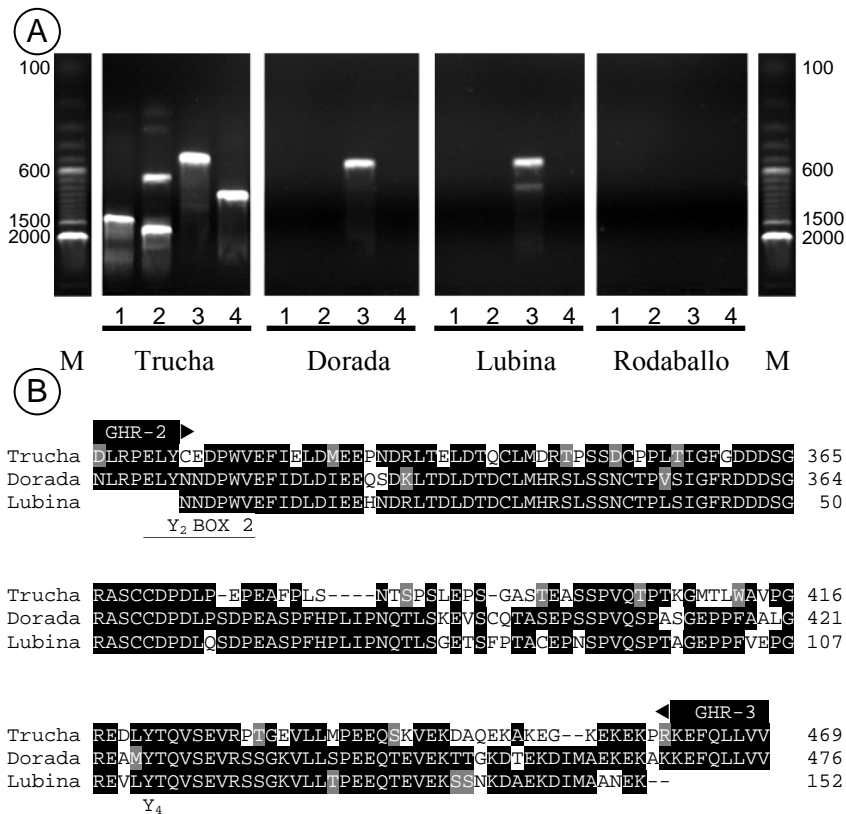 A
100
600
1500
2000
100
600
1500
2000
1 2 3 4
1 2 3 4
1 2 3 4
1 2 3 4
M Trucha Dorada Lubina Rodaballo M
B
GHR-2
Trucha DLRPELYCEDPWVEFIELDMEEPNDRLTELDTQCLMDRTPSSDCPPLTIGFGDDDSG 365
Dorada NLRPELYNNDPWVEFIDLDIEEQSDKLTDLDTDCLMHRSLSSNCTPVSIGFRDDDSG 364
Lubina NNDPWVEFIDLDIEEHNDRLTDLDTDCLMHRSLSSNCTPLSIGFRDDDSG 50
Y2 BOX 2
Trucha RASCCDPDLP-EPEAFPLS----NTSPSLEPS-GASTEASSPVQTPTKGMTLWAVPG 416
Dorada RASCCDPDLPSDPEASPFHPLIPNQTLSKEVSCQTASEPSSPVQSPASGEPPFAALG 421
Lubina RASCCDPDLQSDPEASPFHPLIPNQTLSGETSFPTACEPNSPVQSPTAGEPPFVEPG 107
GHR-3
Trucha REDLYTQVSEVRPTGEVLLMPEEQSKVEKDAQEKAKEG--KEKEKPRKEFQLLVV 469
Dorada REAMYTQVSEVRSSGKVLLSPEEQTEVEKTTGKDTEKDIMAEKEKAKKEFQLLVV 476
Lubina REVLYTQVSEVRSSGKVLLTPEEQTEVEKSSNKDAEKDIMAANEK-- 152
Y4